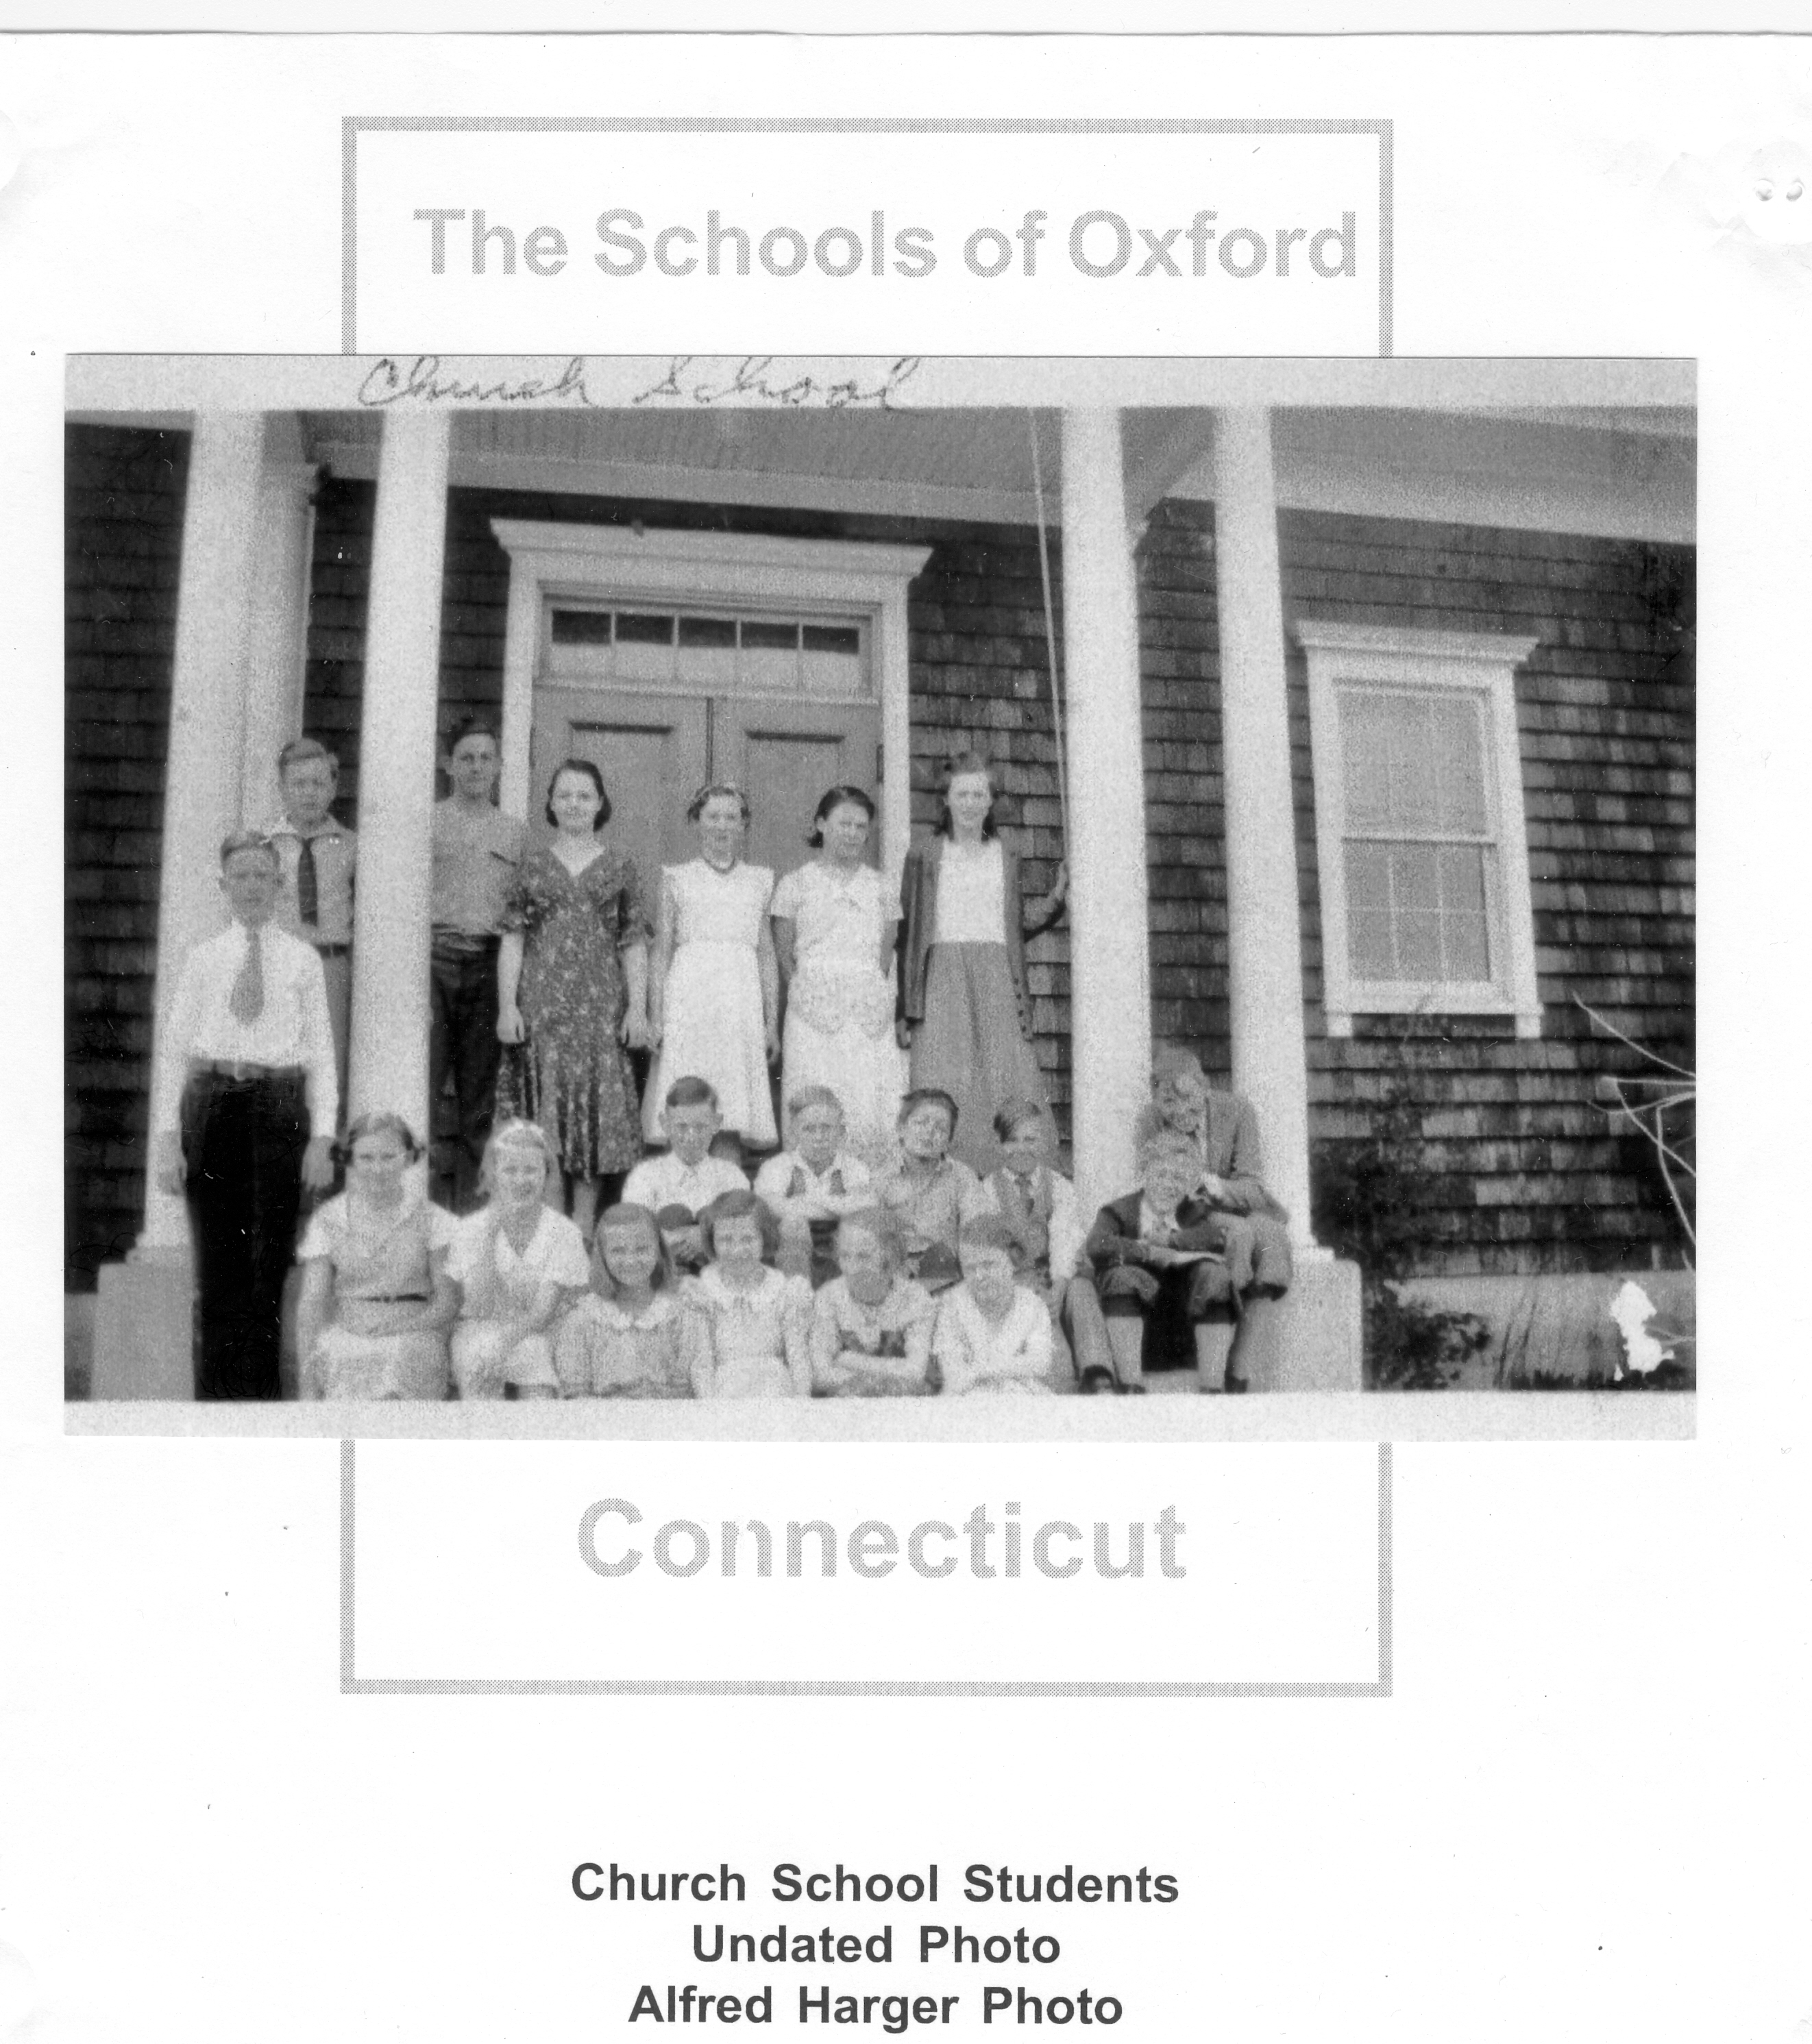 The Schools of Oxford
Church School
Connecticut
Church School Students
Undated Photo
Alfred Harger Photo